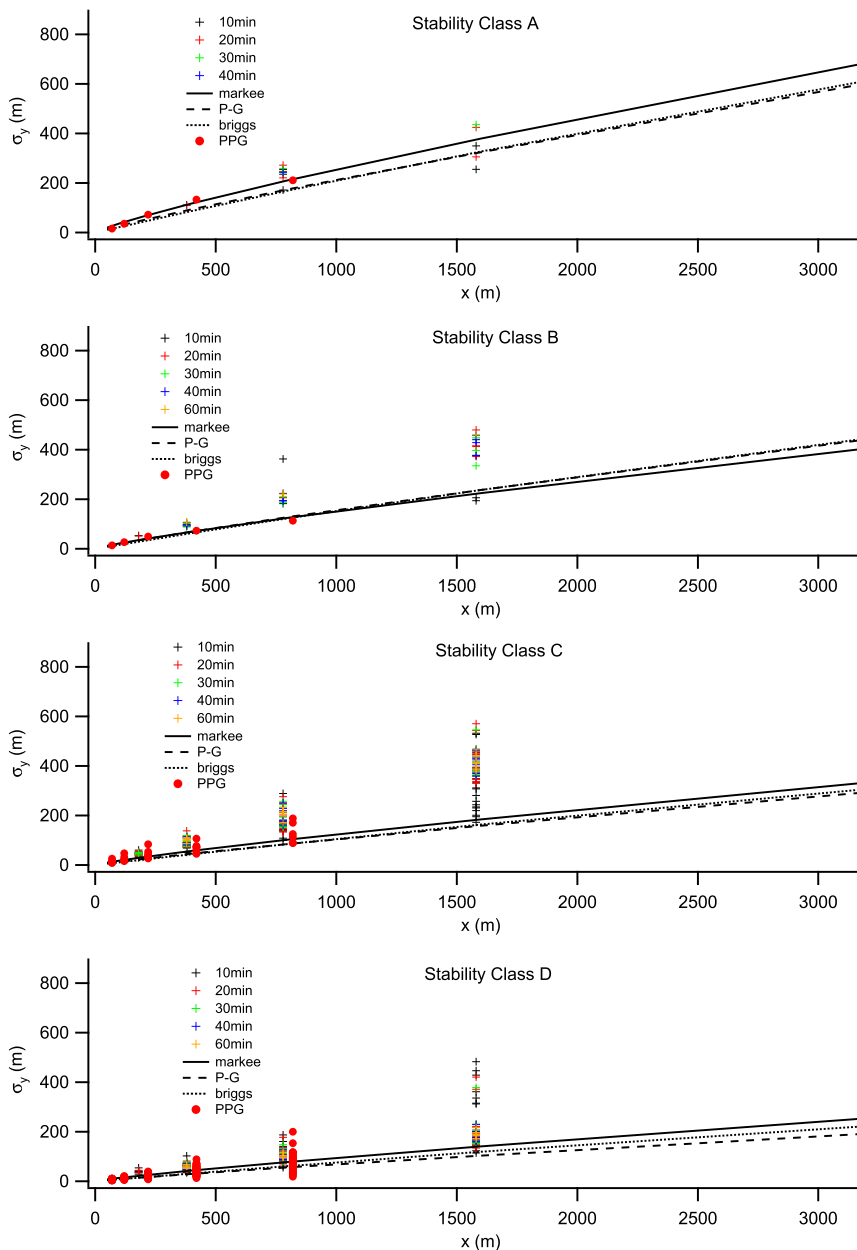 Stability Class A
10min
20min
30min
40min
markee
P-G
briggs
PPG
σy (m)
800
600
400
200
0
0 500 1000 1500 2000 2500 3000
x (m)
Stability Class B
10min
20min
30min
40min
60min
markee
P-G
briggs
PPG
σy (m)
800
600
400
200
0
0 500 1000 1500 2000 2500 3000
x (m)
Stability Class C
10min
20min
30min
40min
60min
markee
P-G
briggs
PPG
σy (m)
800
600
400
200
0
0 500 1000 1500 2000 2500 3000
x (m)
Stability Class D
10min
20min
30min
40min
60min
markee
P-G
briggs
PPG
σy (m)
800
600
400
200
0
0 500 1000 1500 2000 2500 3000
x (m)